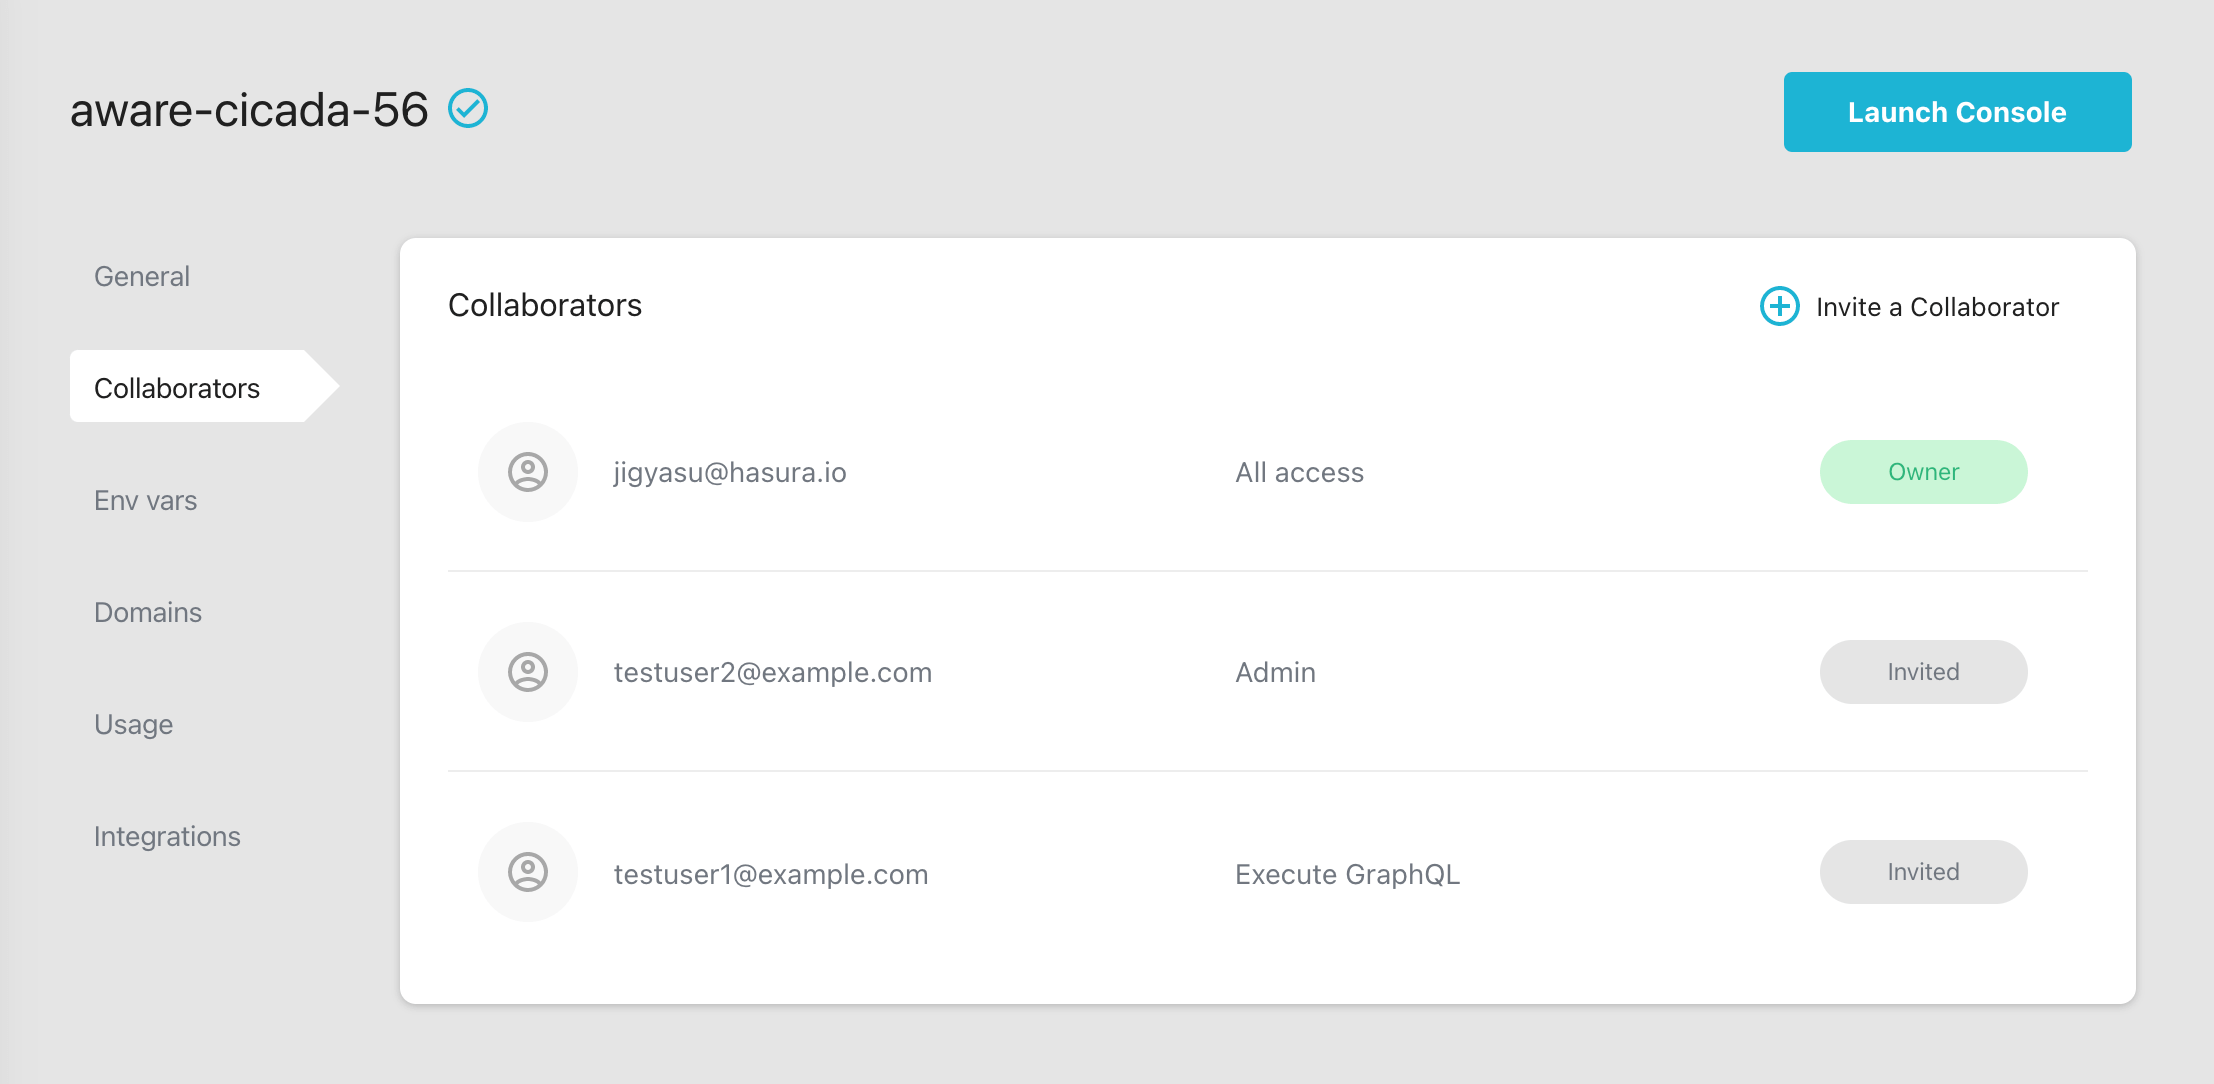 aware-cicada-56
Launch Console
General
Collaborators
Env vars
Domains
Usage
Integrations
Collaborators
Invite a Collaborator
jigyasu@hasura.io All access Owner
testuser2@example.com Admin Invited
testuser1@example.com Execute GraphQL Invited